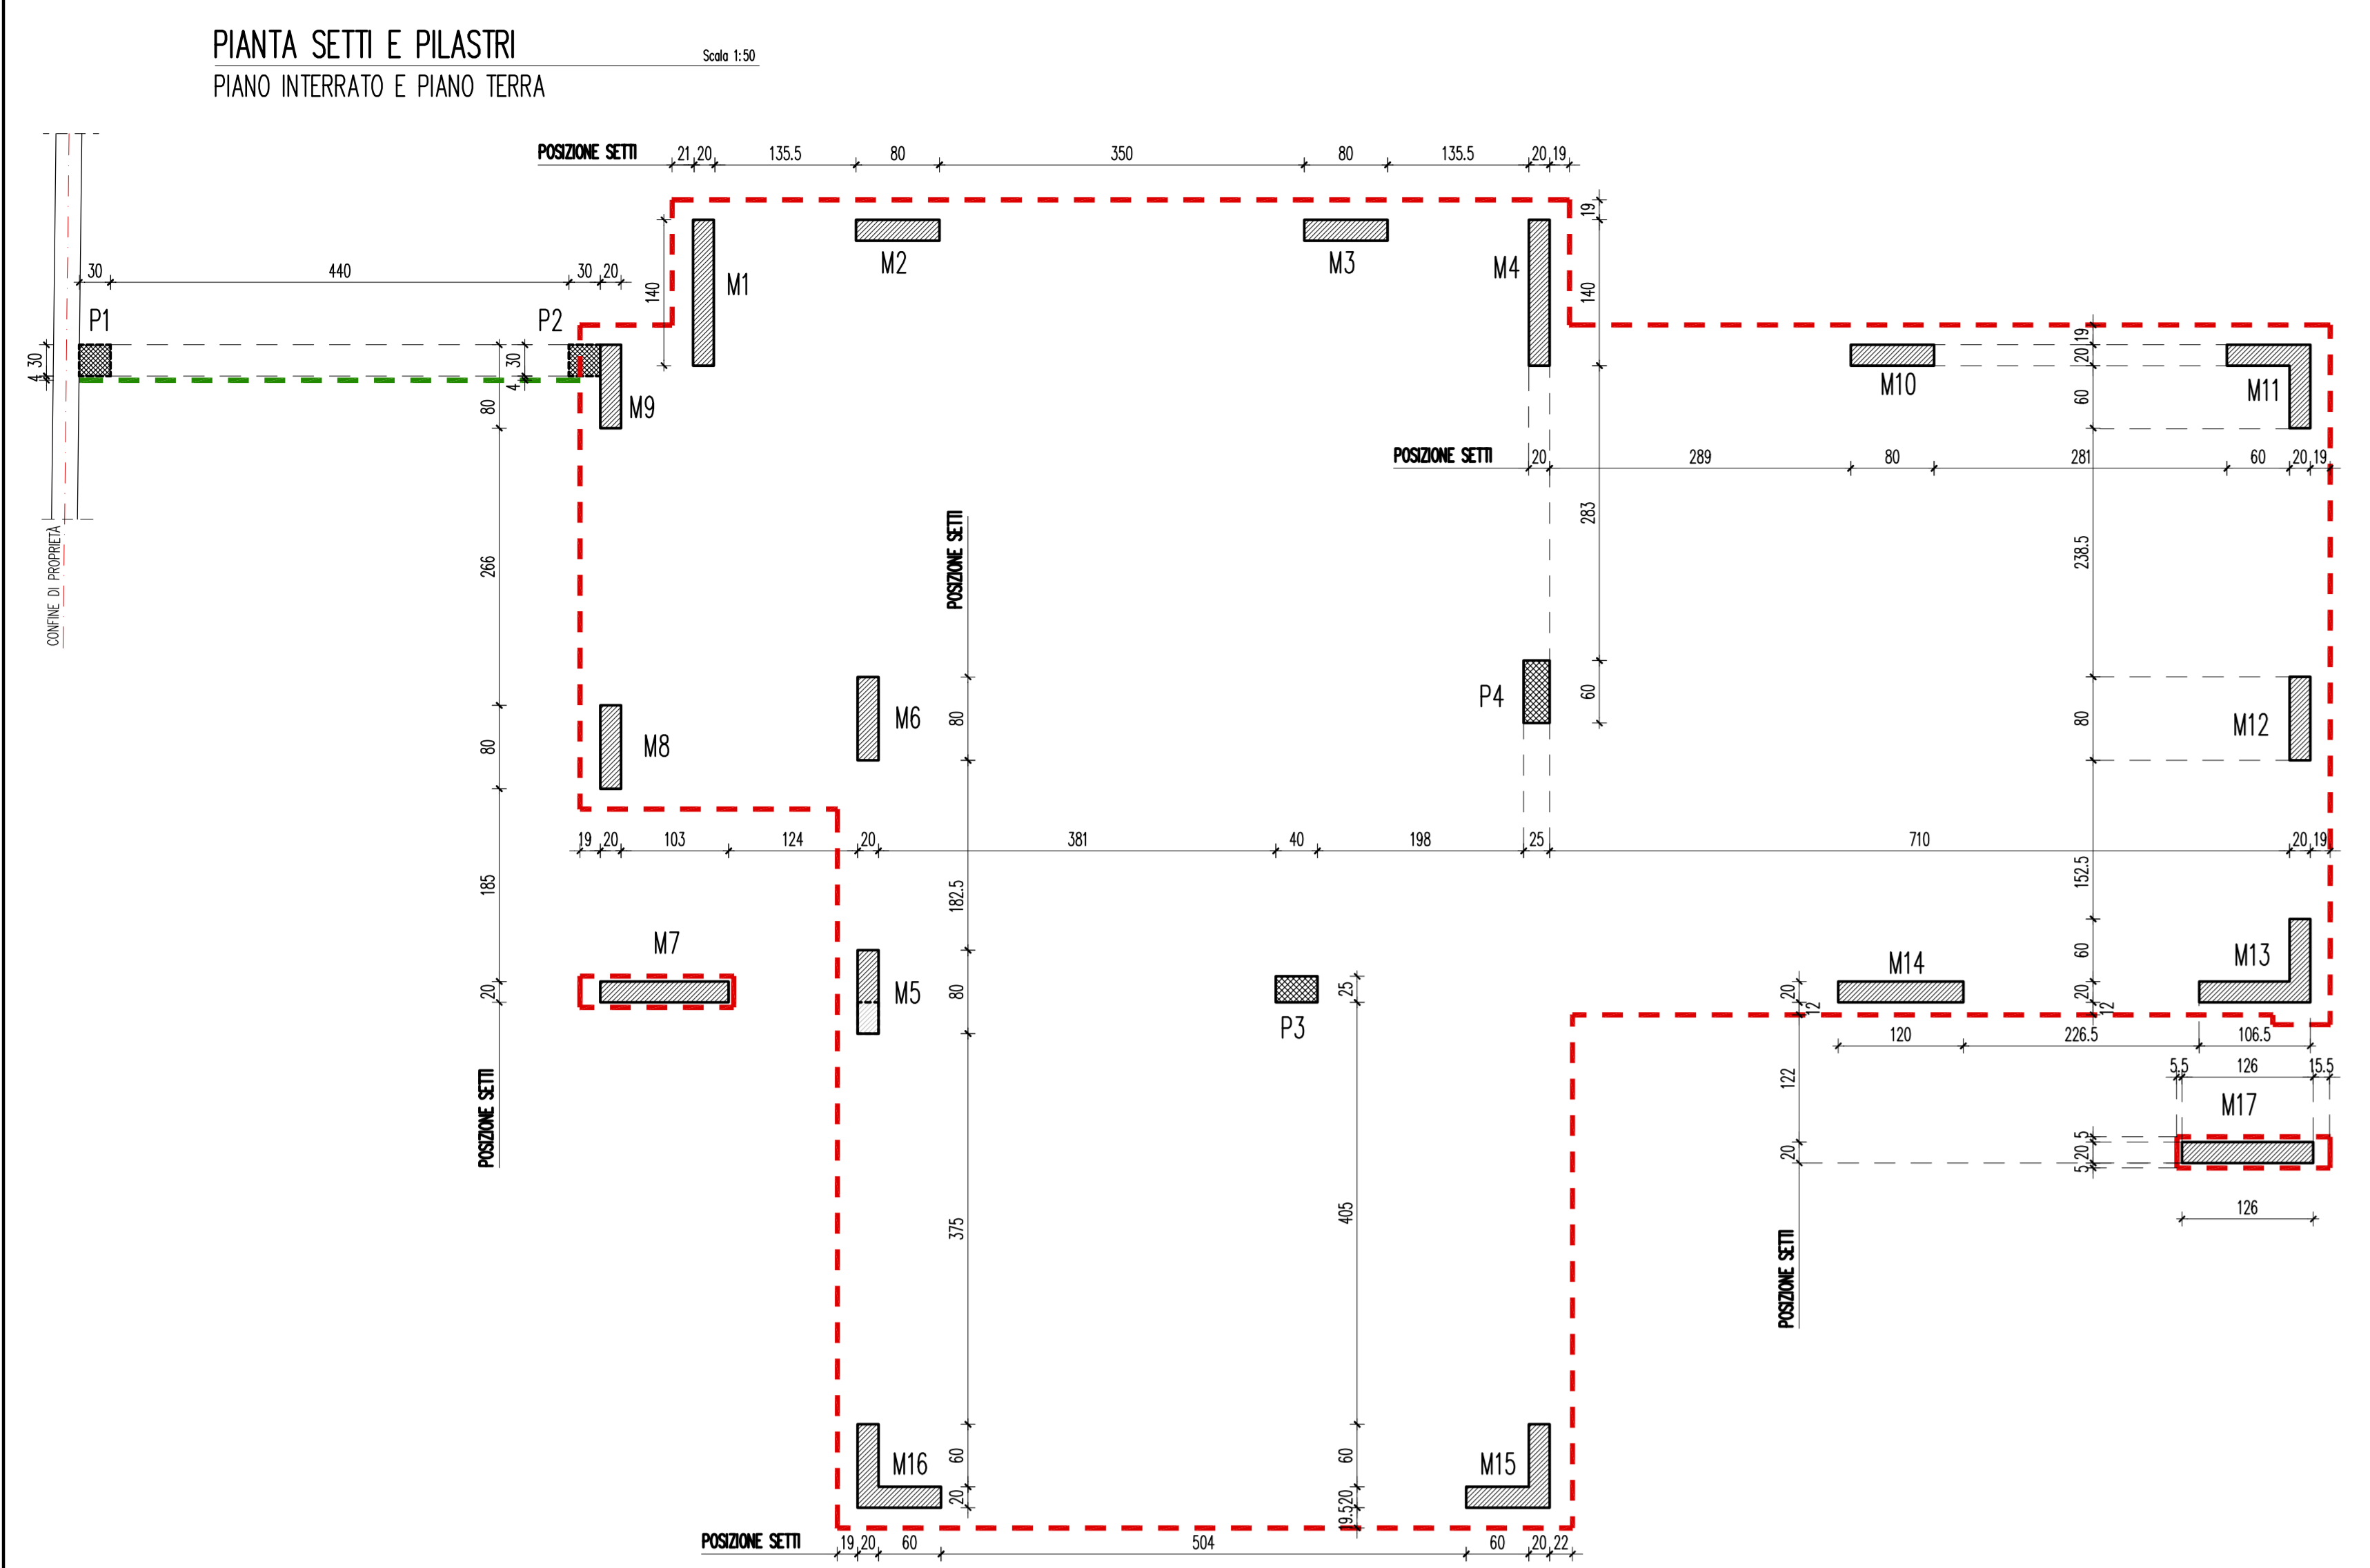 PIANTA SETTI E PILASTRI
Scala 1:50
PIANO INTERRATO E PIANO TERRA
POSIZIONE SETTI
21 20 135.5 80 350 80 135.5 20 19
19
140
M1
M2
M3
M4
140
30 440 30 20
P1
P2
30
4
30
4
80
M9
19
20
60
M10
M11
POSIZIONE SETTI
20 289 80 281 60 20 19
CONFINE DI PROPRIETÀ
266
POSIZIONE SETTI
283
238.5
80
M8
M6
80
P4
60
80
M12
19 20 103 124 20 381 40 198 25 710 20 19
185
182.5
152.5
M7
20
M5
80
25
P3
M14
20
12
M13
60
20
12
120 226.5 106.5
5.5 126 15.5
122
M17
20
5
20
5
126
POSIZIONE SETTI
375
405
POSIZIONE SETTI
M16
60
20
M15
60
20
19.5
POSIZIONE SETTI
19 20 60 504 60 20 22